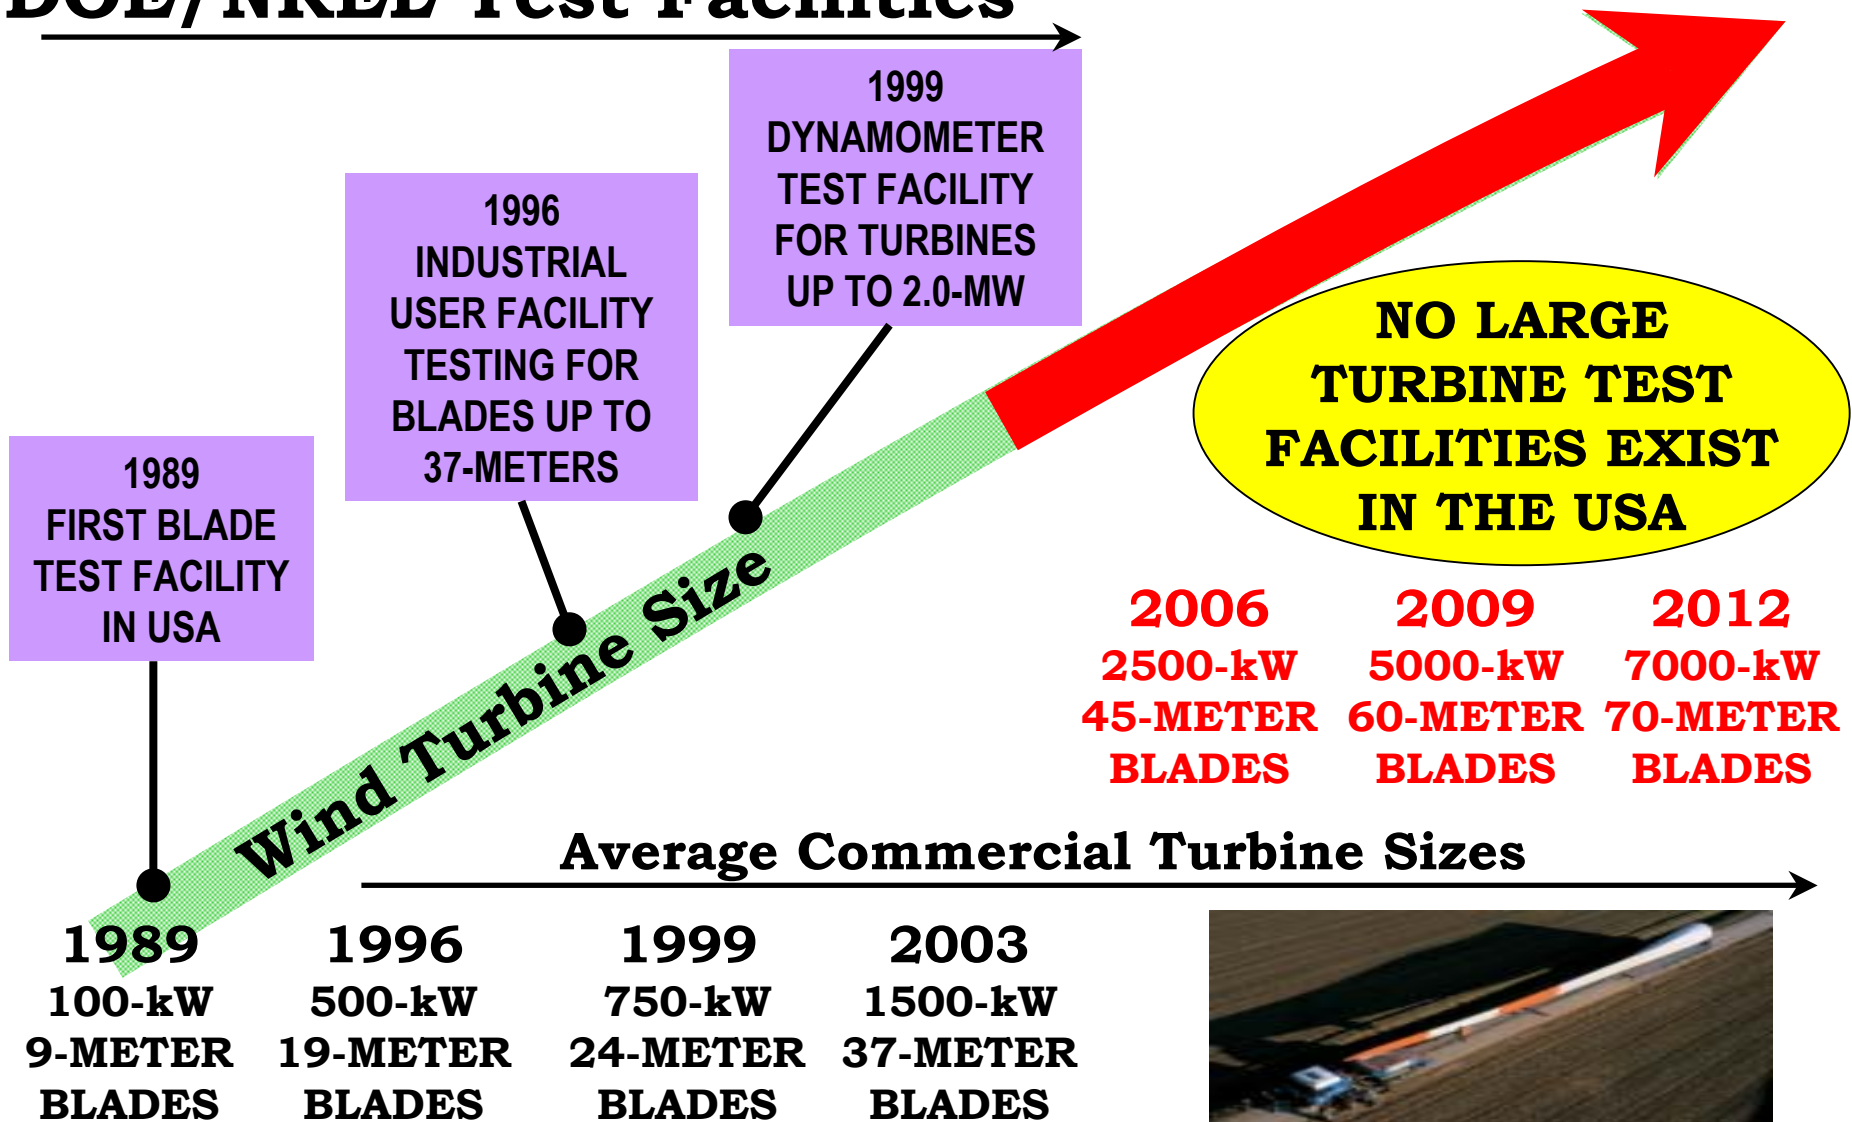 DOE/NREL Test Facilities
1999
DYNAMOMETER
TEST FACILITY
FOR TURBINES
UP TO 2.0-MW
1996
INDUSTRIAL
USER FACILITY
TESTING FOR
BLADES UP TO
37-METERS
1989
FIRST BLADE
TEST FACILITY
IN USA
NO LARGE
TURBINE TEST
FACILITIES EXIST
IN THE USA
Wind Turbine Size
2006
2500-kW
45-METER
BLADES
2009
5000-kW
60-METER
BLADES
2012
7000-kW
70-METER
BLADES
Average Commercial Turbine Sizes
1989
100-kW
9-METER
BLADES
1996
500-kW
19-METER
BLADES
1999
750-kW
24-METER
BLADES
2003
1500-kW
37-METER
BLADES